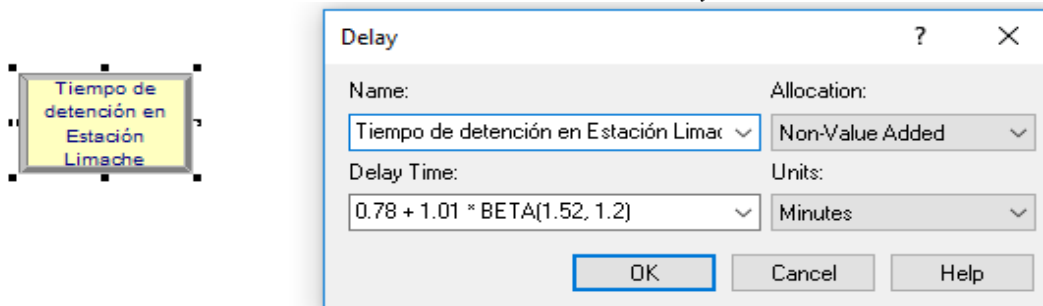 Tiempo de
detención en
Estación
Limache
Delay ? ×
Name: Allocation:
Tiempo de detención en Estación Limac Non-Value Added
Delay Time: Units:
0.78 + 1.01 * BETA(1.52, 1.2) Minutes
OK Cancel Help